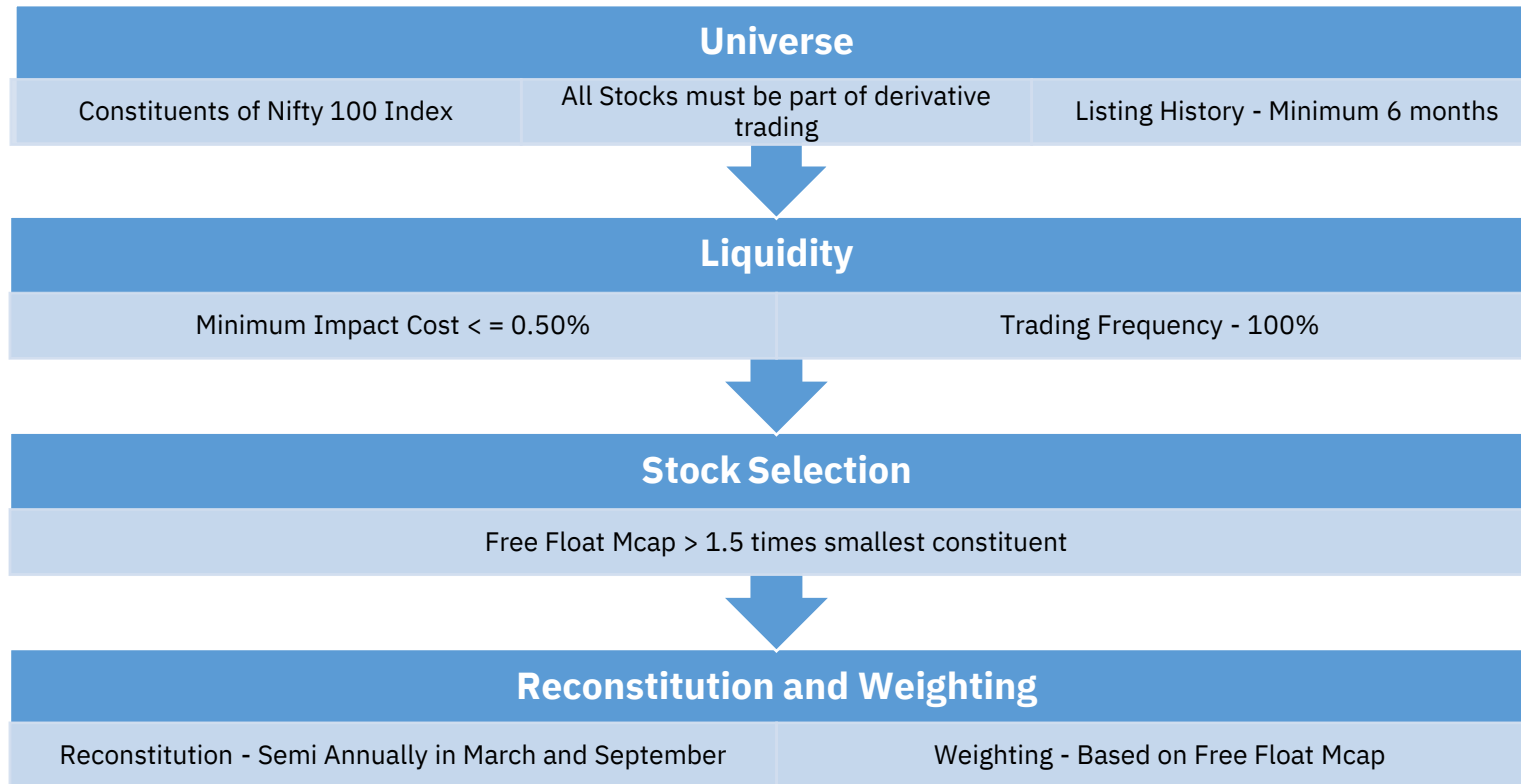 Universe
Constituents of Nifty 100 Index
All Stocks must be part of derivative
trading
Listing History - Minimum 6 months
Liquidity
Minimum Impact Cost < = 0.50%
Trading Frequency - 100%
Stock Selection
Free Float Mcap > 1.5 times smallest constituent
Reconstitution and Weighting
Reconstitution - Semi Annually in March and September
Weighting - Based on Free Float Mcap